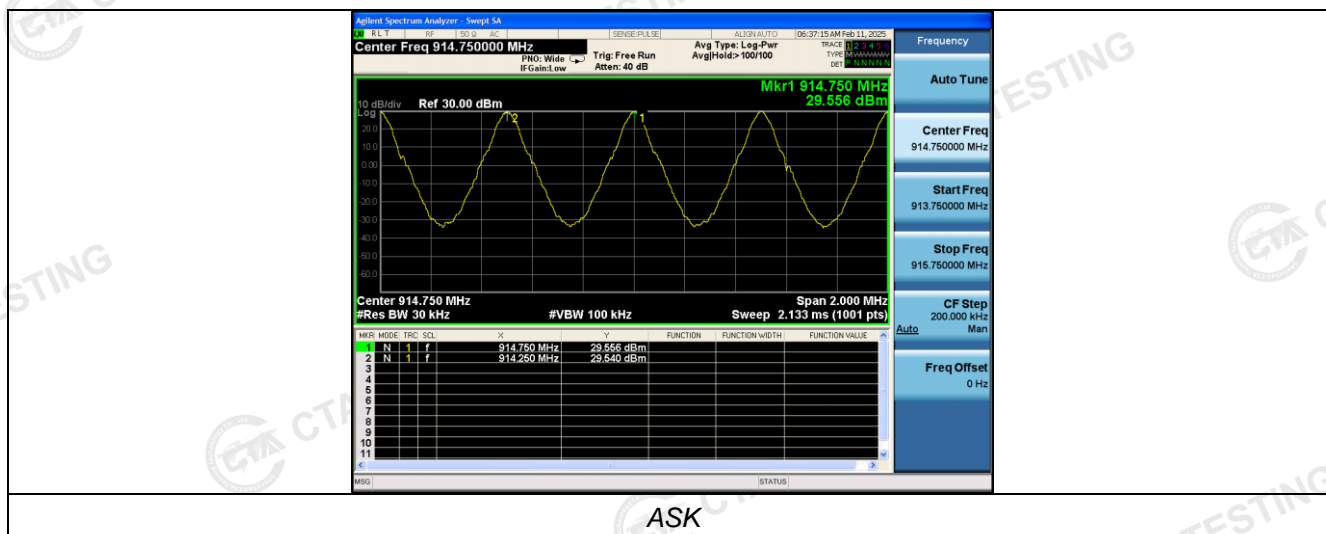 Agilent Spectrum Analyzer - Swept SA
RL T RF 50 Ω AC SENSE:PULSE ALIGN AUTO 06:37:15 AM Feb 11, 2025
Center Freq 914.750000 MHz
PNO: Wide
IFGain:Low
Trig: Free Run
Atten: 40 dB
Avg Type: Log-Pwr
Avg|Hold:>100/100
TRACE 1 2 3 4 5 6
TYPE MWWWWW
DET P N N N N N
Mkr1 914.750 MHz
29.556 dBm
10 dB/div Ref 30.00 dBm
Log
20.0
10.0
0.00
-10.0
-20.0
-30.0
-40.0
-50.0
-60.0
2
1
Center 914.750 MHz Span 2.000 MHz
#Res BW 30 kHz #VBW 100 kHz Sweep 2.133 ms (1001 pts)
MKR MODE TRC SCL X Y FUNCTION FUNCTION WIDTH FUNCTION VALUE
1 N 1 f 914.750 MHz 29.556 dBm
2 N 1 f 914.250 MHz 29.540 dBm
3
4
5
6
7
8
9
10
11
MSG STATUS
Frequency
Auto Tune
Center Freq
914.750000 MHz
Start Freq
913.750000 MHz
Stop Freq
915.750000 MHz
CF Step
200.000 kHz
Auto Man
Freq Offset
0 Hz
ASK
TESTING
STING
CTA
TESTING